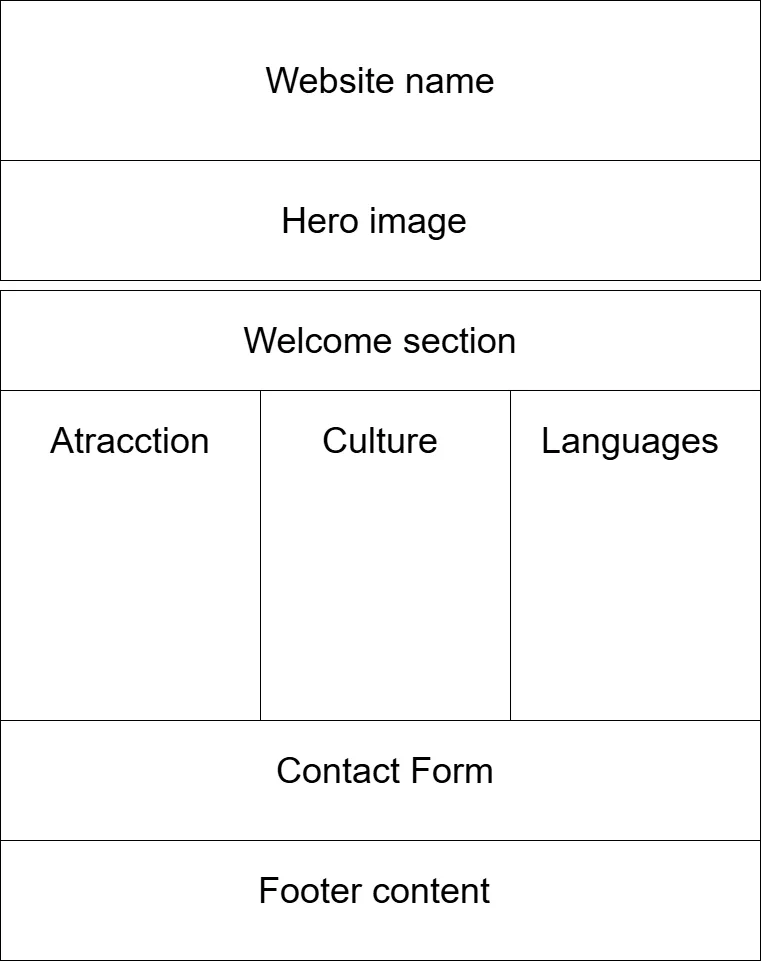 Website name
Hero image
Welcome section
Atracction
Culture
Languages
Contact Form
Footer content